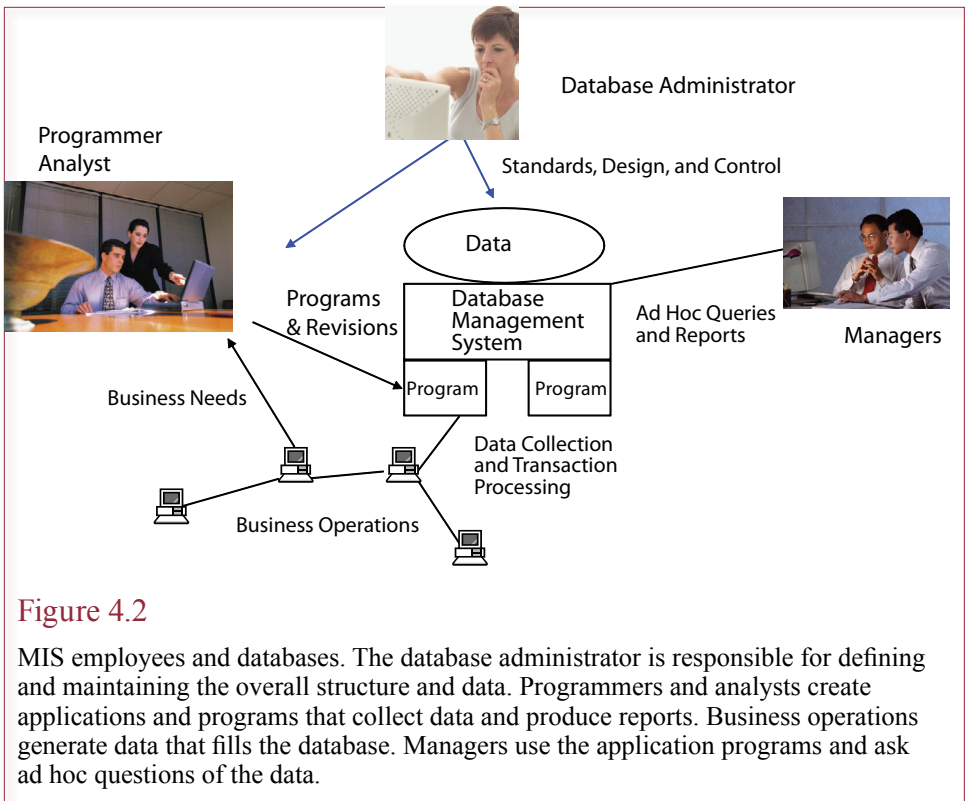 Database Administrator
Programmer
Analyst
Standards, Design, and Control
Data
Programs
& Revisions
Database
Management
System
Ad Hoc Queries
and Reports
Managers
Program
Program
Business Needs
Data Collection
and Transaction
Processing
Business Operations
Figure 4.2
MIS employees and databases. The database administrator is responsible for defining
and maintaining the overall structure and data. Programmers and analysts create
applications and programs that collect data and produce reports. Business operations
generate data that fills the database. Managers use the application programs and ask
ad hoc questions of the data.